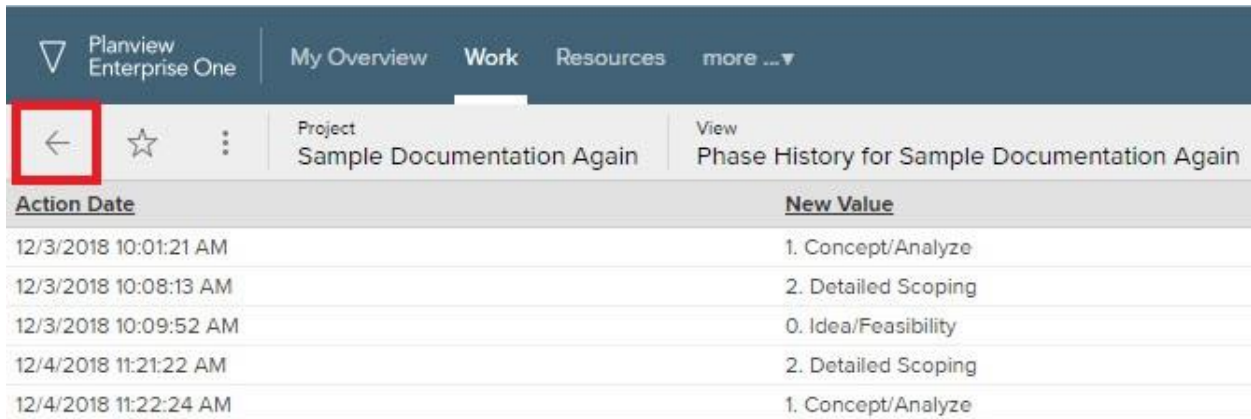 Planview
Enterprise One
My Overview Work Resources more ...▾
Project
Sample Documentation Again
View
Phase History for Sample Documentation Again
Action Date New Value
12/3/2018 10:01:21 AM 1. Concept/Analyze
12/3/2018 10:08:13 AM 2. Detailed Scoping
12/3/2018 10:09:52 AM 0. Idea/Feasibility
12/4/2018 11:21:22 AM 2. Detailed Scoping
12/4/2018 11:22:24 AM 1. Concept/Analyze